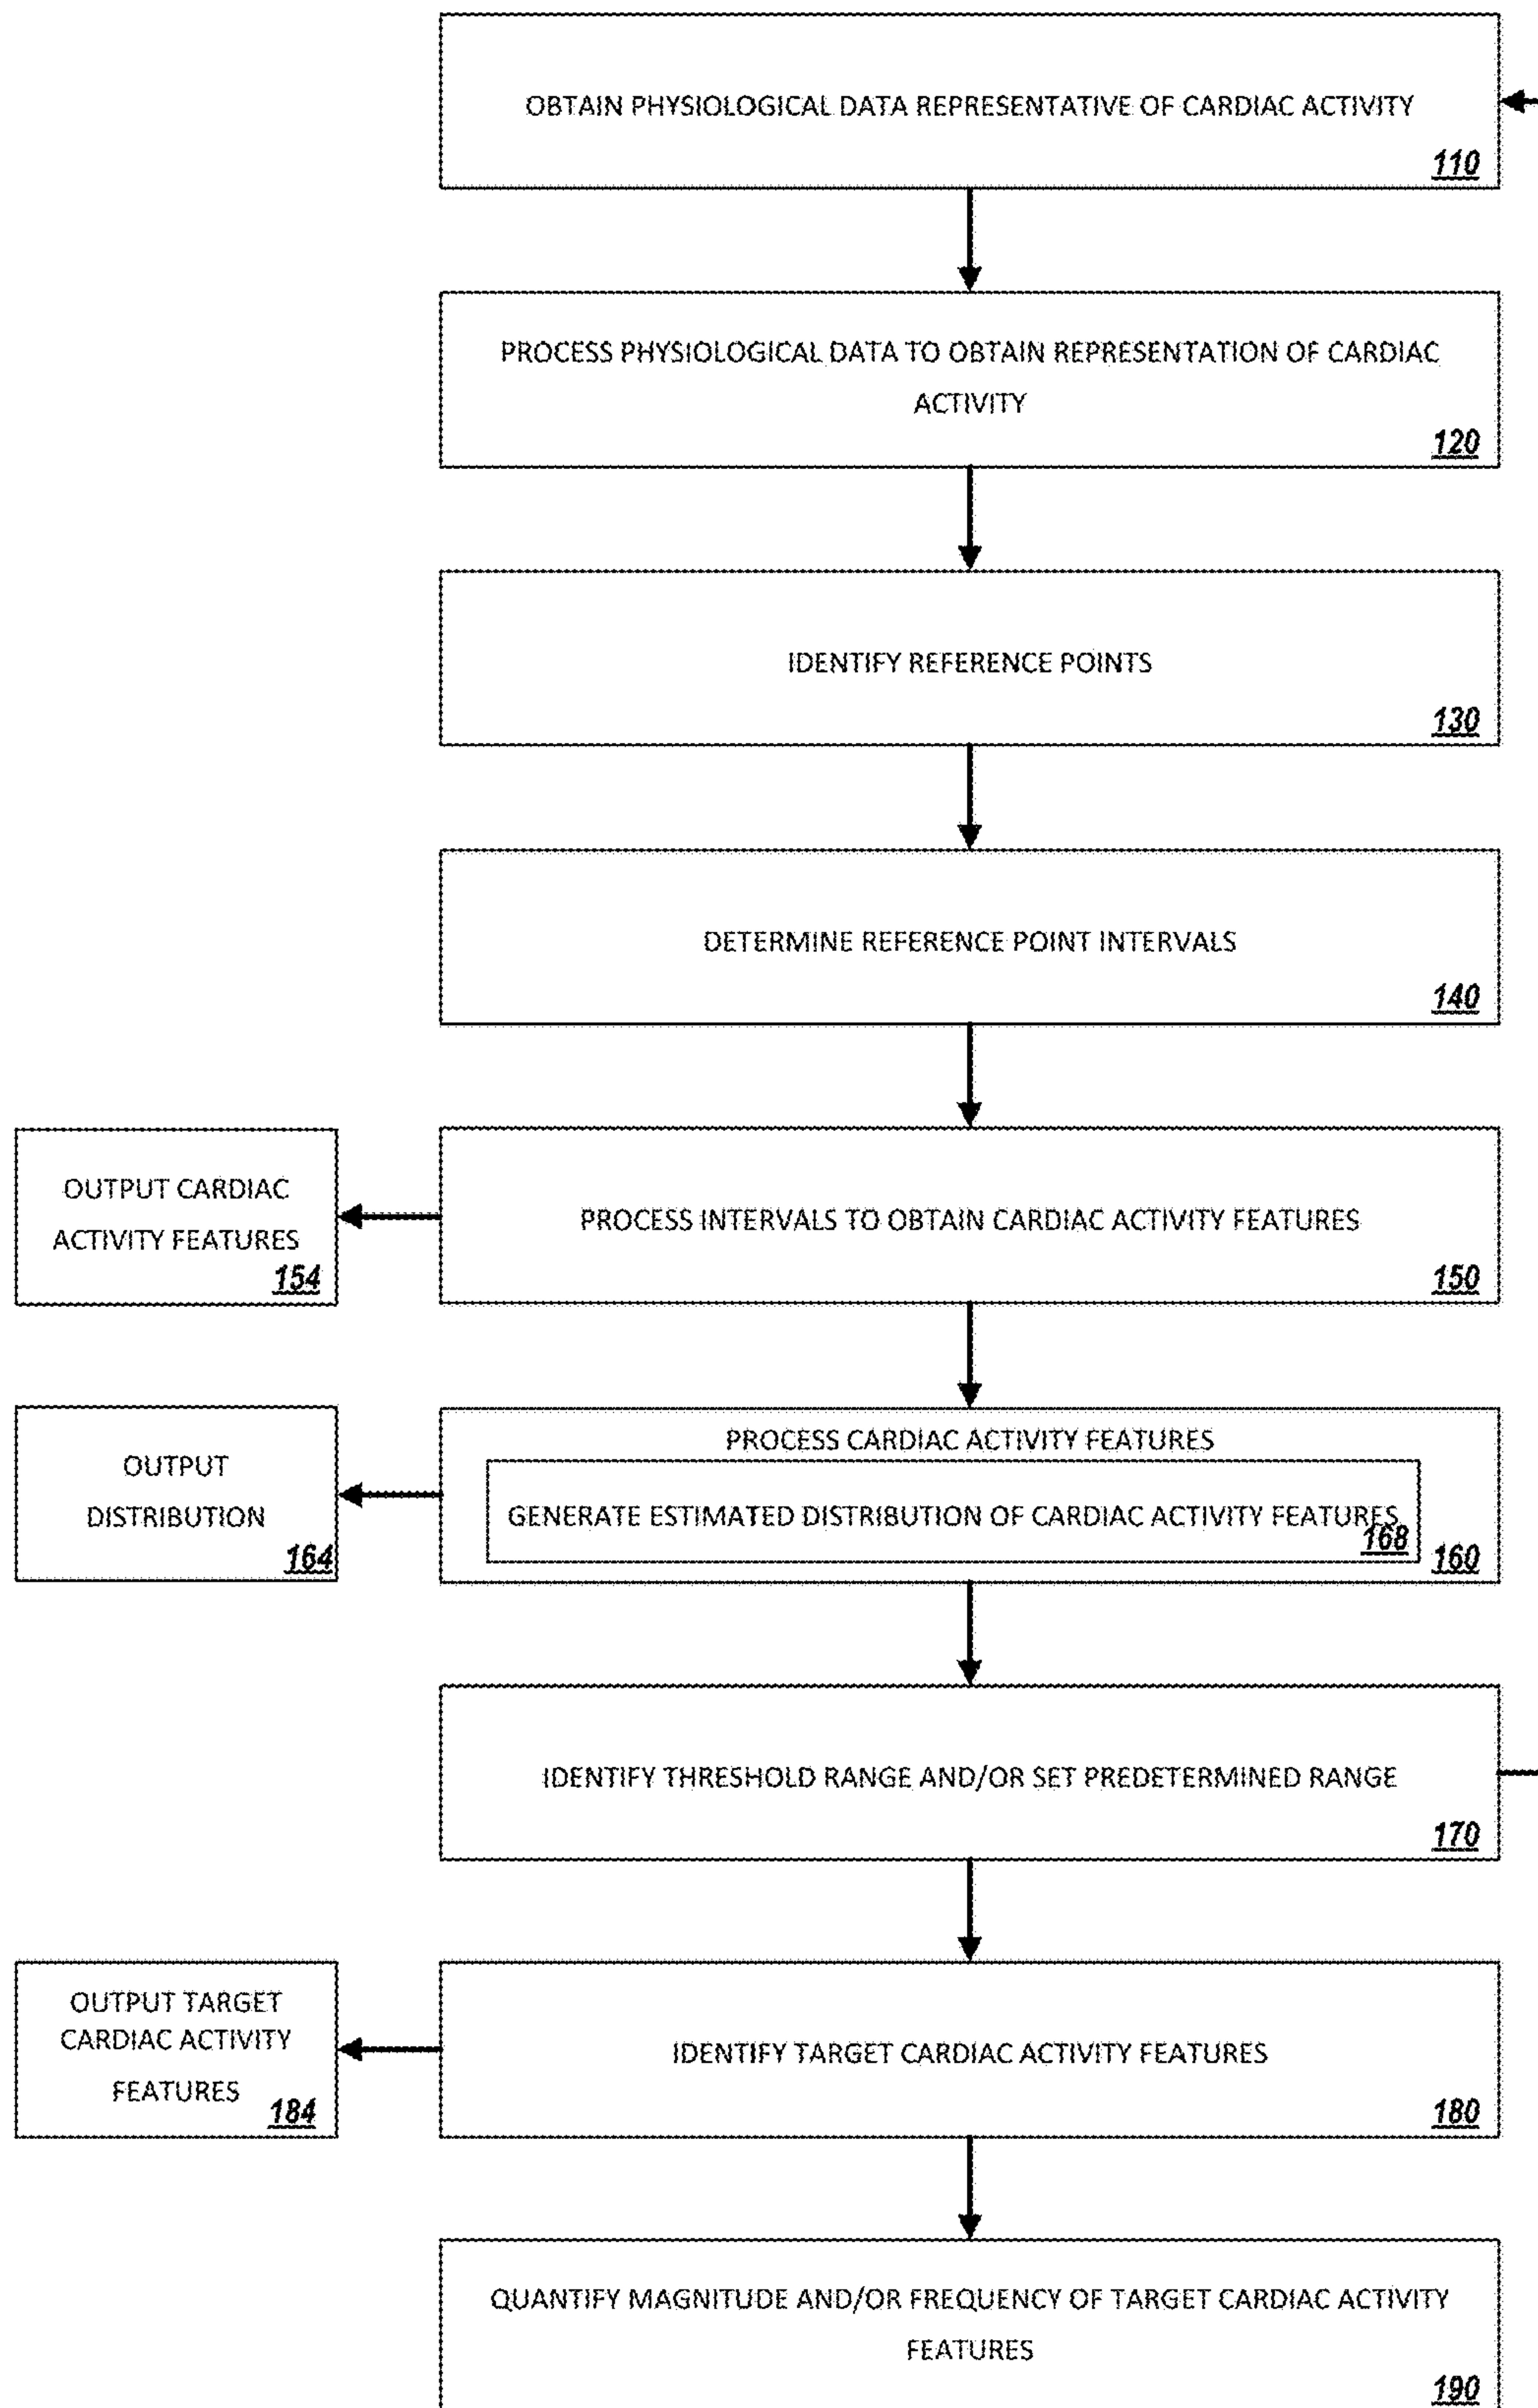 OBTAIN PHYSIOLOGICAL DATA REPRESENTATIVE OF CARDIAC ACTIVITY
110
PROCESS PHYSIOLOGICAL DATA TO OBTAIN REPRESENTATION OF CARDIAC
ACTIVITY
120
IDENTIFY REFERENCE POINTS
130
DETERMINE REFERENCE POINT INTERVALS
140
OUTPUT CARDIAC
ACTIVITY FEATURES
154
PROCESS INTERVALS TO OBTAIN CARDIAC ACTIVITY FEATURES
150
OUTPUT
DISTRIBUTION
164
PROCESS CARDIAC ACTIVITY FEATURES
GENERATE ESTIMATED DISTRIBUTION OF CARDIAC ACTIVITY FEATURES
168
160
IDENTIFY THRESHOLD RANGE AND/OR SET PREDETERMINED RANGE
170
OUTPUT TARGET
CARDIAC ACTIVITY
FEATURES
184
IDENTIFY TARGET CARDIAC ACTIVITY FEATURES
180
QUANTIFY MAGNITUDE AND/OR FREQUENCY OF TARGET CARDIAC ACTIVITY
FEATURES
190